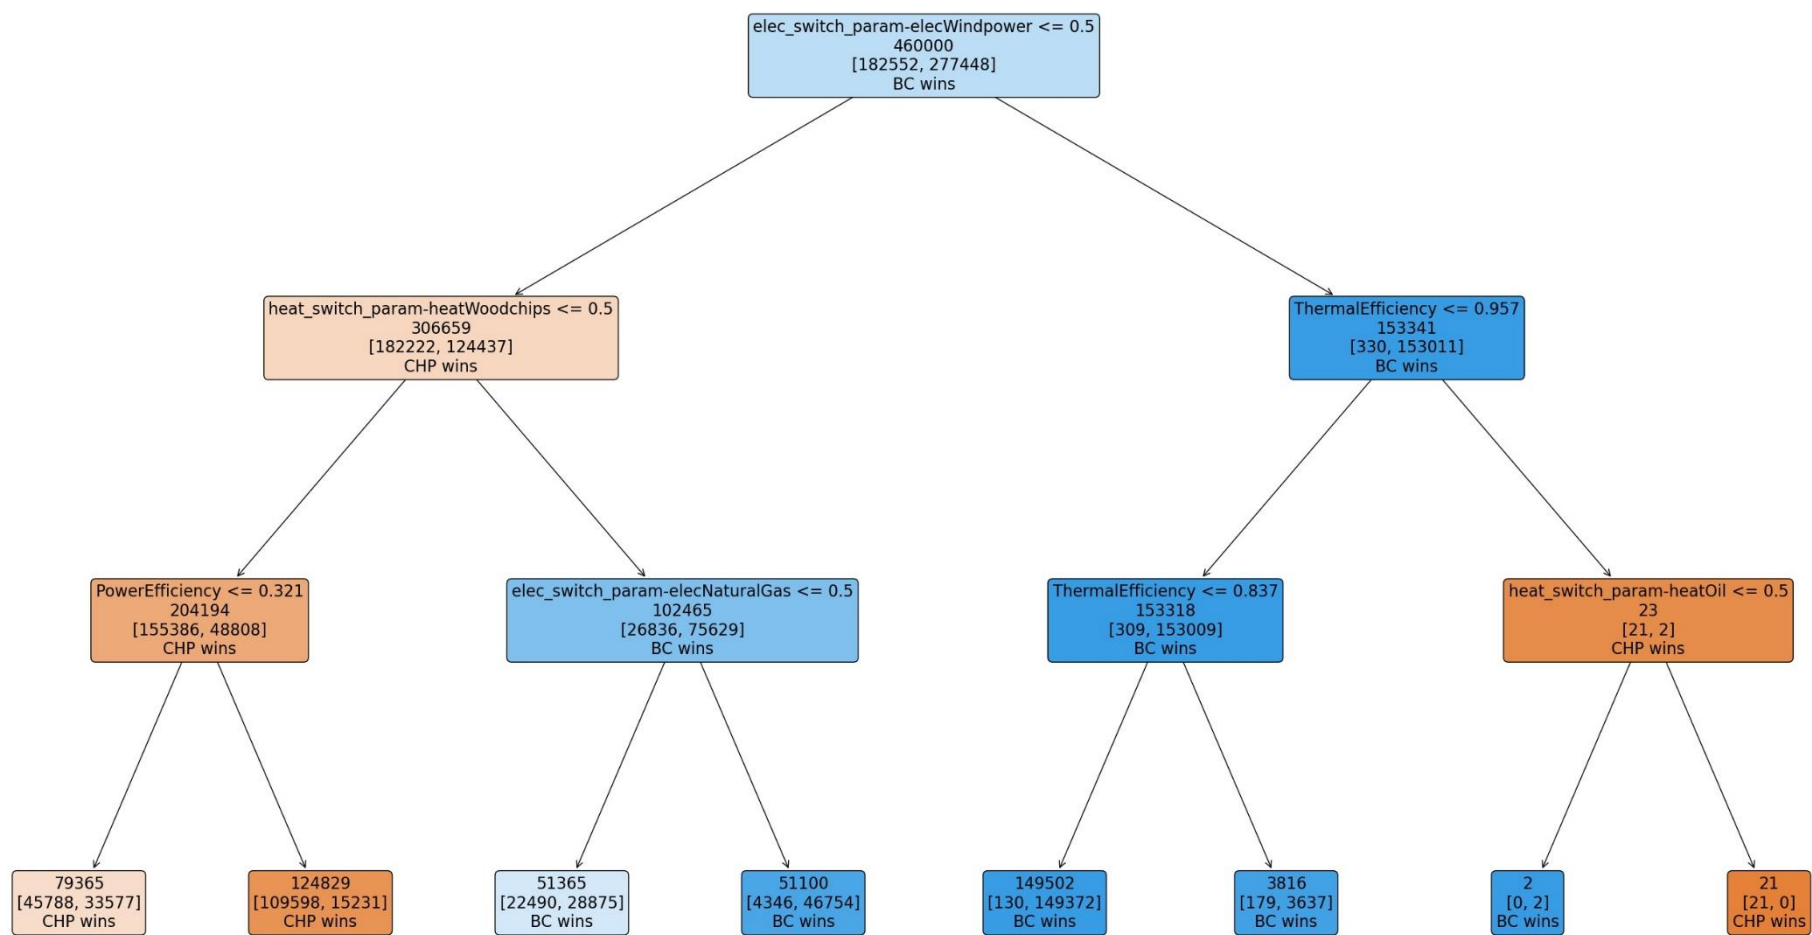 elec_switch_param-elecWindpower <= 0.5
460000
[182552, 277448]
BC wins
heat_switch_param-heatWoodchips <= 0.5
306659
[182222, 124437]
CHP wins
ThermalEfficiency <= 0.957
153341
[330, 153011]
BC wins
PowerEfficiency <= 0.321
204194
[155386, 48808]
CHP wins
elec_switch_param-elecNaturalGas <= 0.5
102465
[26836, 75629]
BC wins
ThermalEfficiency <= 0.837
153318
[309, 153009]
BC wins
heat_switch_param-heatOil <= 0.5
23
[21, 2]
CHP wins
79365
[45788, 33577]
CHP wins
124829
[109598, 15231]
CHP wins
51365
[22490, 28875]
BC wins
51100
[4346, 46754]
BC wins
149502
[130, 149372]
BC wins
3816
[179, 3637]
BC wins
2
[0, 2]
BC wins
21
[21, 0]
CHP wins